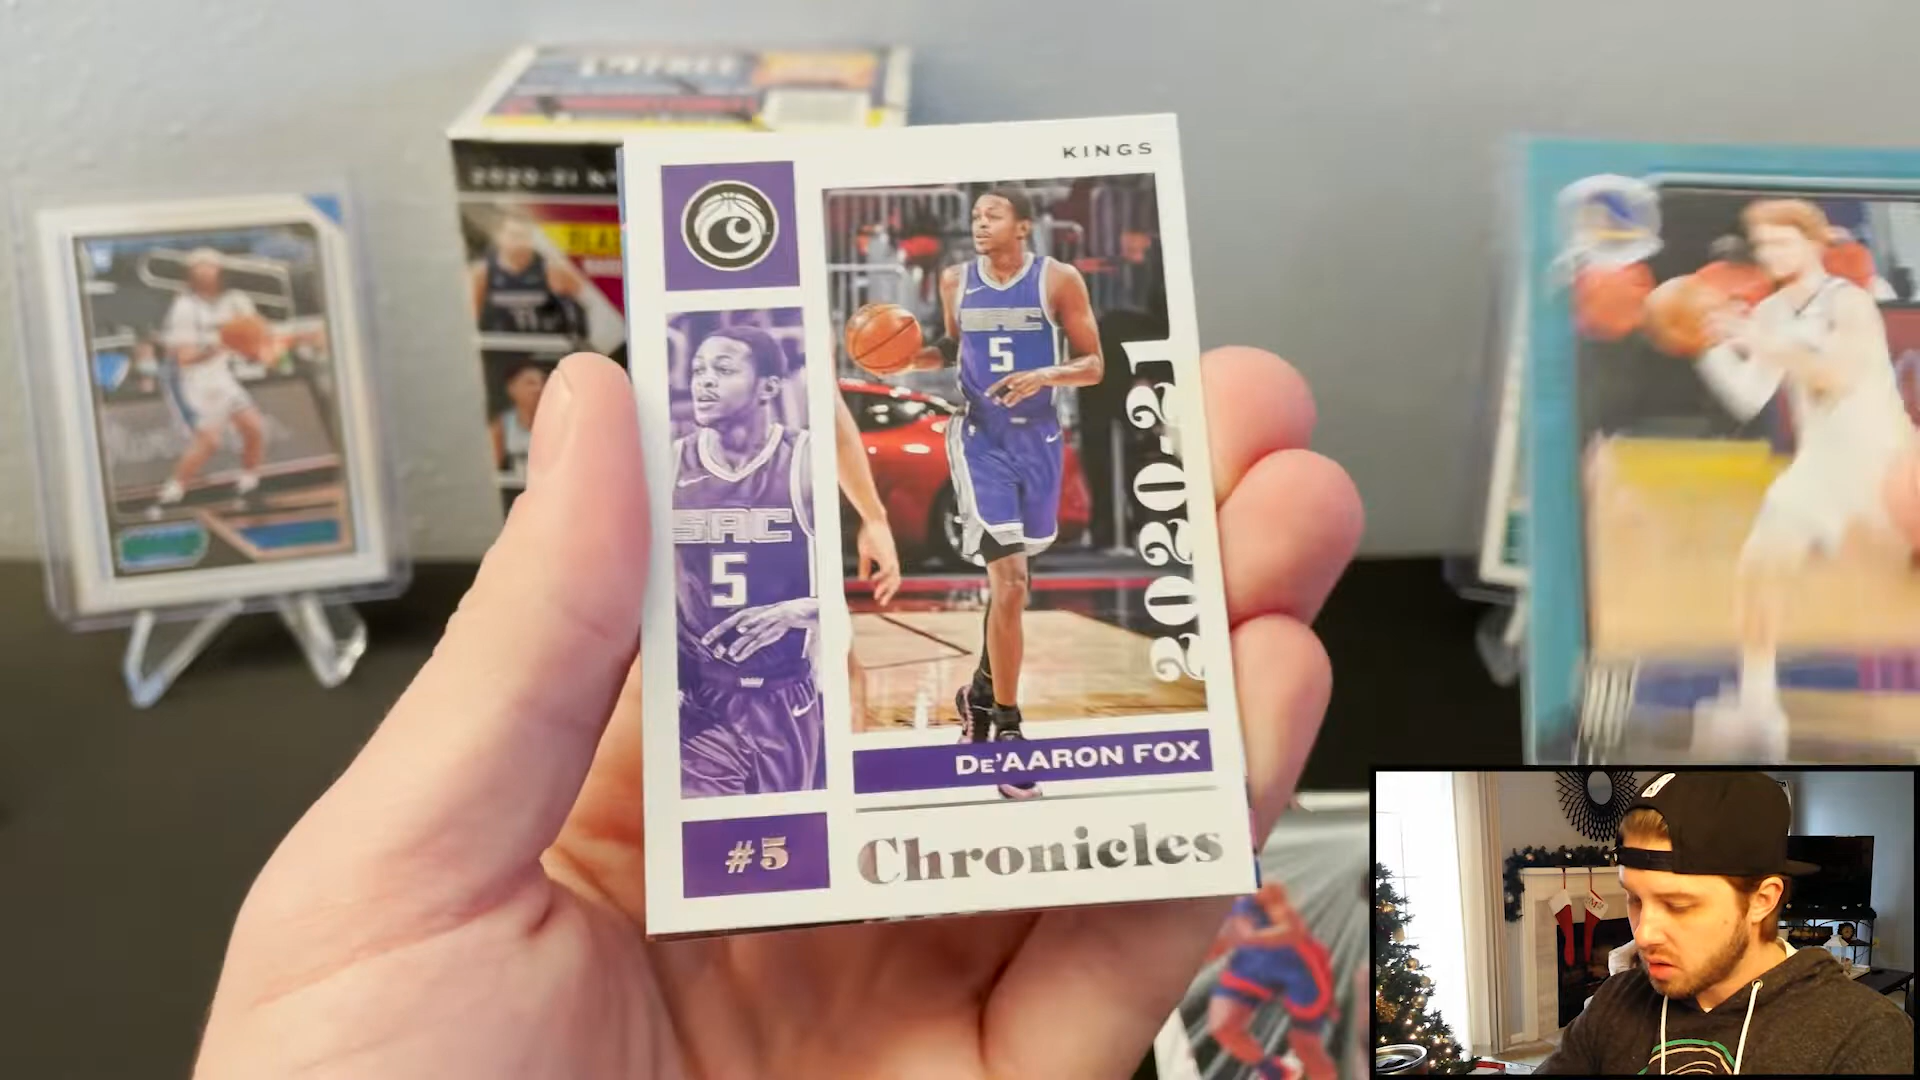 2020-21
KINGS
SAC
5
SAC
5
2020-21
De'AARON FOX
#5
Chronicles